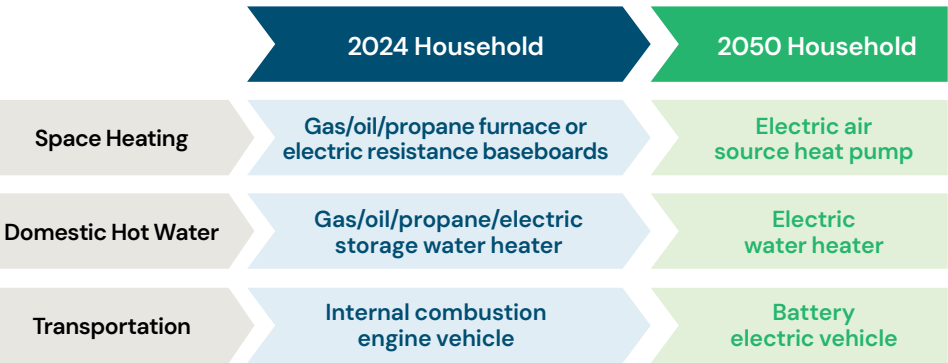 2024 Household
2050 Household
Space Heating
Gas/oil/propane furnace or
electric resistance baseboards
Electric air
source heat pump
Domestic Hot Water
Gas/oil/propane/electric
storage water heater
Electric
water heater
Transportation
Internal combustion
engine vehicle
Battery
electric vehicle